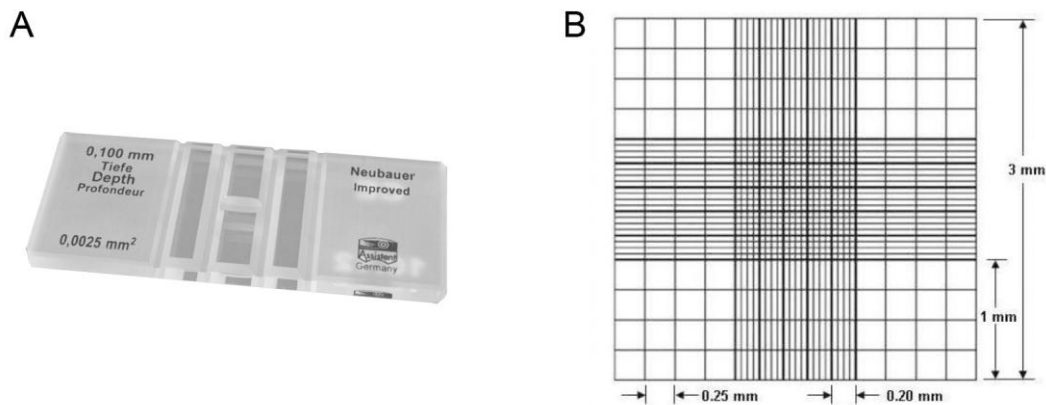 A
0,100 mm
Tiefe
Depth
Profondeur
0,0025 mm²
Neubauer
Improved
Assistent
Germany
B
3 mm
1 mm
0.25 mm
0.20 mm